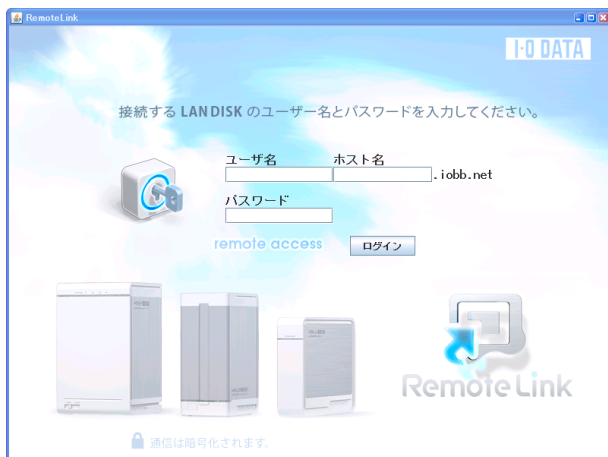 RemoteLink
I-O DATA
接続する LANDISK のユーザー名とパスワードを入力してください。
ユーザ名 ホスト名
.iobb.net
パスワード
remote access ログイン
Remote Link
通信は暗号化されます。